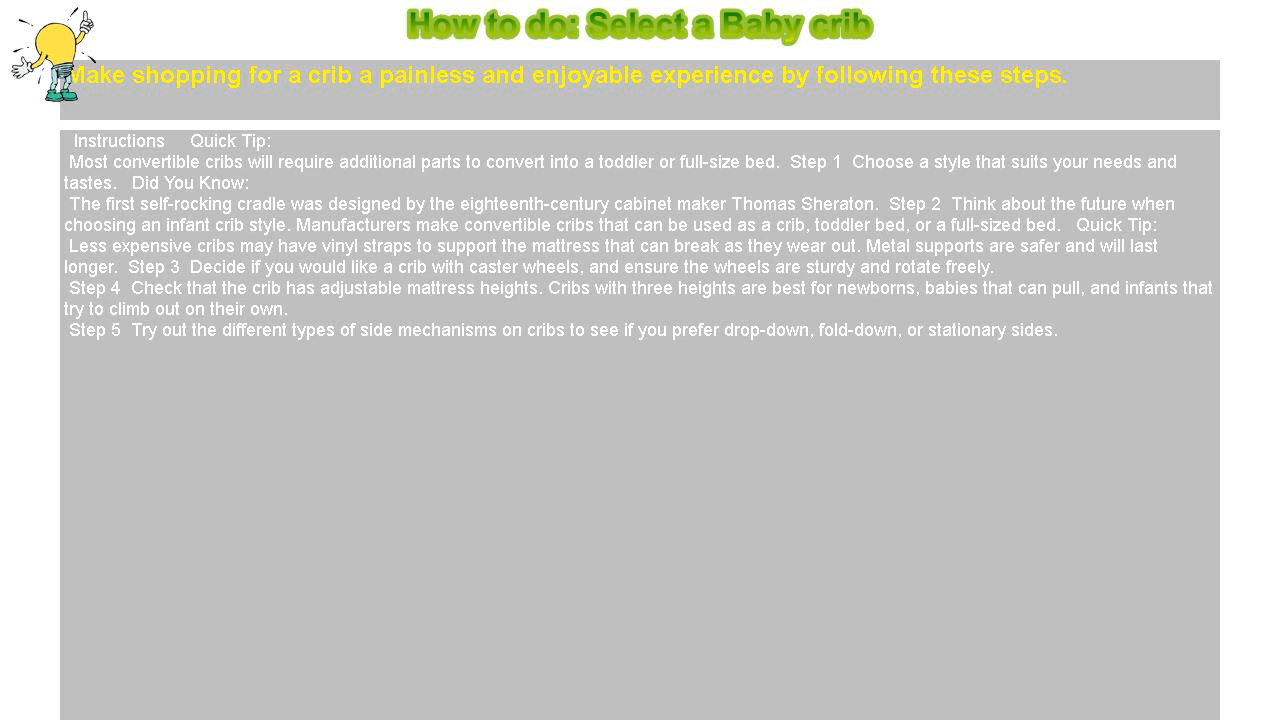 How to do: Select a Baby crib
Make shopping for a crib a painless and enjoyable experience by following these steps.
Instructions Quick Tip:
Most convertible cribs will require additional parts to convert into a toddler or full-size bed. Step 1 Choose a style that suits your needs and
tastes. Did You Know:
The first self-rocking cradle was designed by the eighteenth-century cabinet maker Thomas Sheraton. Step 2 Think about the future when
choosing an infant crib style. Manufacturers make convertible cribs that can be used as a crib, toddler bed, or a full-sized bed. Quick Tip:
Less expensive cribs may have vinyl straps to support the mattress that can break as they wear out. Metal supports are safer and will last
longer. Step 3 Decide if you would like a crib with caster wheels, and ensure the wheels are sturdy and rotate freely.
Step 4 Check that the crib has adjustable mattress heights. Cribs with three heights are best for newborns, babies that can pull, and infants that
try to climb out on their own.
Step 5 Try out the different types of side mechanisms on cribs to see if you prefer drop-down, fold-down, or stationary sides.